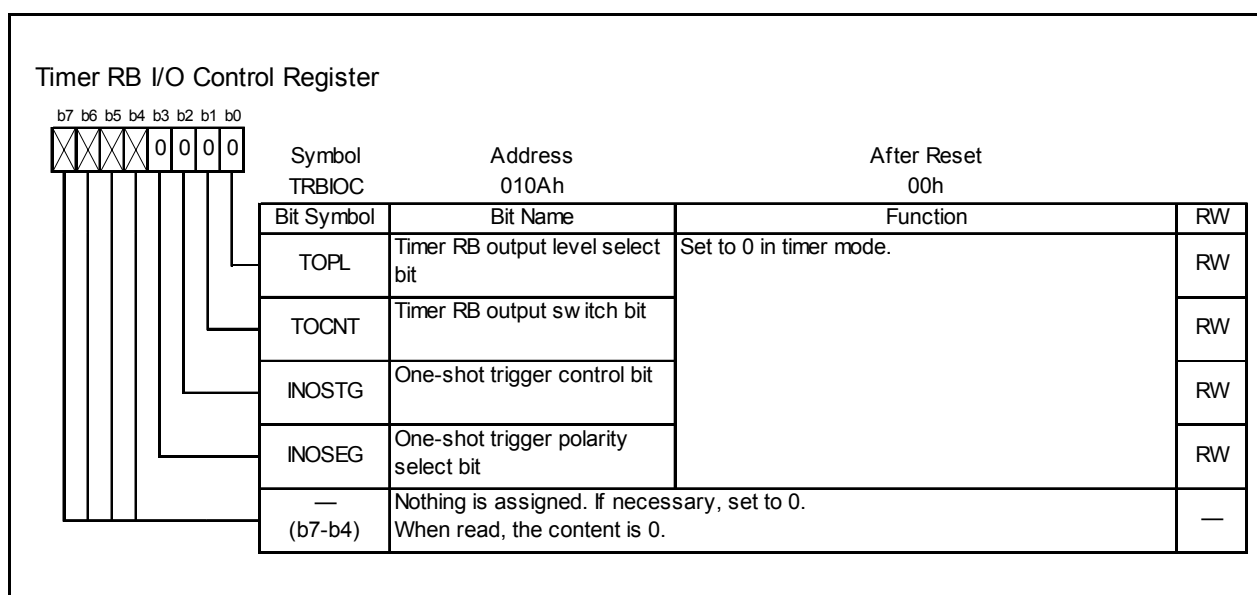 Timer RB I/O Control Register
b7 b6 b5 b4 b3 b2 b1 b0
0 0 0 0
Symbol Address After Reset
TRBIOC 010Ah 00h
Bit Symbol Bit Name Function RW
TOPL Timer RB output level select bit Set to 0 in timer mode. RW
TOCNT Timer RB output switch bit RW
INOSTG One-shot trigger control bit RW
INOSEG One-shot trigger polarity select bit RW
— (b7-b4) Nothing is assigned. If necessary, set to 0. —
When read, the content is 0.